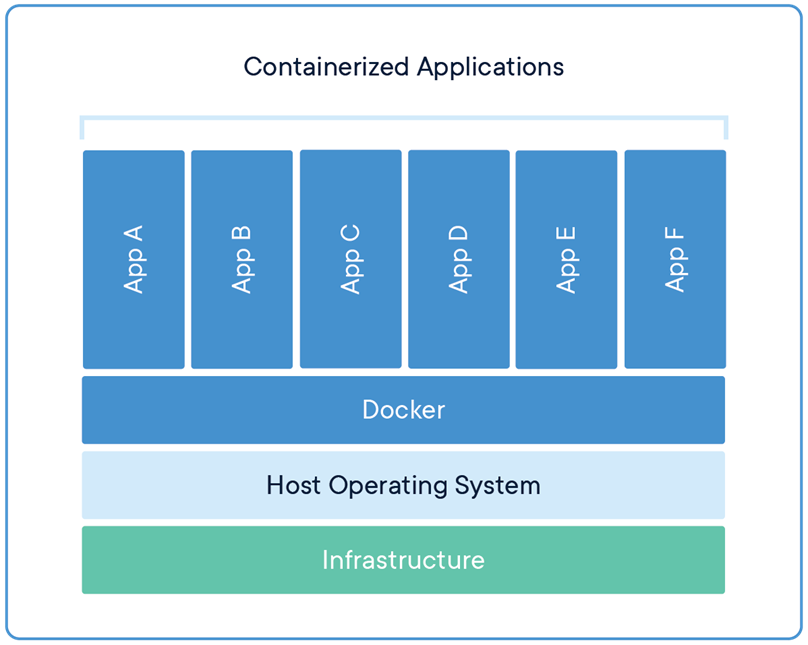 Containerized Applications
App A
App B
App C
App D
App E
App F
Docker
Host Operating System
Infrastructure